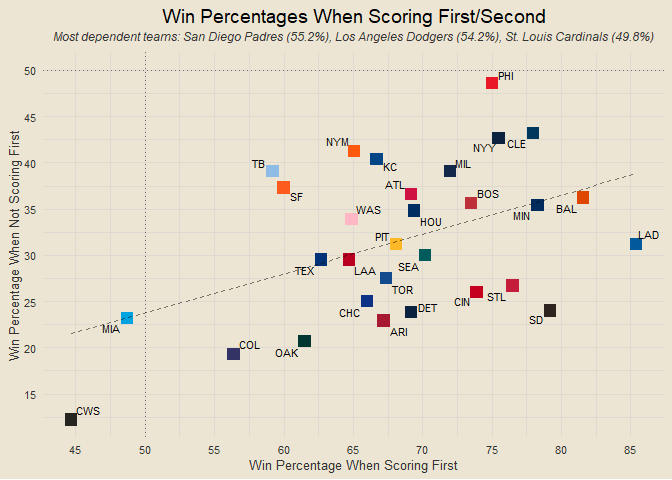 Win Percentages When Scoring First/Second
Most dependent teams: San Diego Padres (55.2%), Los Angeles Dodgers (54.2%), St. Louis Cardinals (49.8%)
Win Percentage When Not Scoring First
50
45
40
35
30
25
20
15
PHI
NYY
CLE
NYM
KC
TB
SF
MIL
ATL
BOS
WAS
HOU
MIN
BAL
PIT
LAD
TEX
LAA
SEA
TOR
CHC
DET
CIN
STL
SD
ARI
MIA
COL
OAK
CWS
45
50
55
60
65
70
75
80
85
Win Percentage When Scoring First